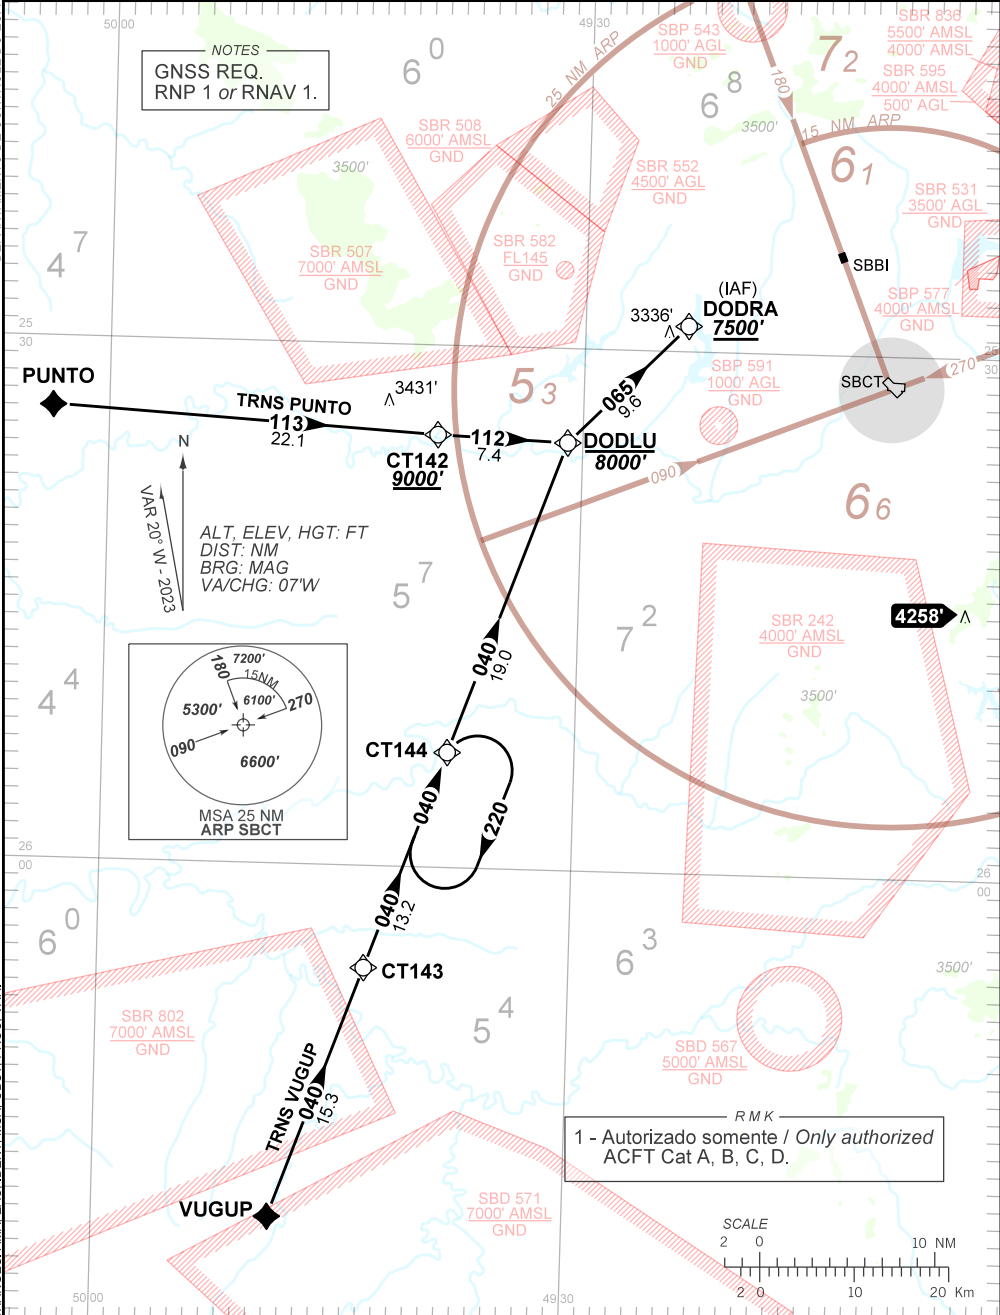 50 00
49 30
NOTES
GNSS REQ.
RNP 1 or RNAV 1.
6 0
25 NM ARP
SBP 543
1000' AGL
GND
180
7 2
SBR 836
5500' AMSL
4000' AMSL
SBR 595
4000' AMSL
500' AGL
6 8
3500'
15 NM ARP
6 1
SBR 508
6000' AMSL
GND
3500'
SBR 552
4500' AGL
GND
SBR 531
3500' AGL
GND
4 7
SBR 507
7000' AMSL
GND
SBR 582
FL145
GND
SBBI
SBP 577
4000' AMSL
GND
(IAF)
DODRA
7500'
3336'
25
30
25
30
PUNTO
3431'
5 3
SBP 591
1000' AGL
GND
SBCT
270
TRNS PUNTO
113
22.1
065
9.6
CT142
9000'
112
7.4
DODLU
8000'
090
6 6
N
VAR 20° W - 2023
ALT, ELEV, HGT: FT
DIST: NM
BRG: MAG
VA/CHG: 07'W
5 7
7 2
SBR 242
4000' AMSL
GND
4258'
040
19.0
3500'
4 4
180
7200'
15NM
6100'
270
5300'
090
6600'
MSA 25 NM
ARP SBCT
CT144
040
220
26
00
26
00
040
13.2
6 0
CT143
6 3
3500'
SBR 802
7000' AMSL
GND
5 4
SBD 567
5000' AMSL
GND
TRNS VUGUP
040
15.3
RMK
1 - Autorizado somente / Only authorized
ACFT Cat A, B, C, D.
VUGUP
SBD 571
7000' AMSL
GND
SCALE
2 0 10 NM
2 0 10 20 Km
50 00
49 30